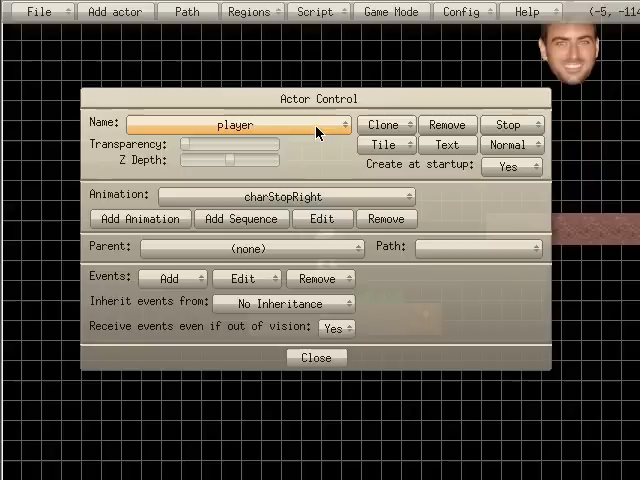 File Add actor Path Regions Script Game Mode Config Help (-5, -114
Actor Control
Name: player Clone Remove Stop
Transparency: Tile Text Normal
Z Depth: Create at startup: Yes
Animation: charStopRight
Add Animation Add Sequence Edit Remove
Parent: (none) Path:
Events: Add Edit Remove
Inherit events from: No Inheritance
Receive events even if out of vision: Yes
Close